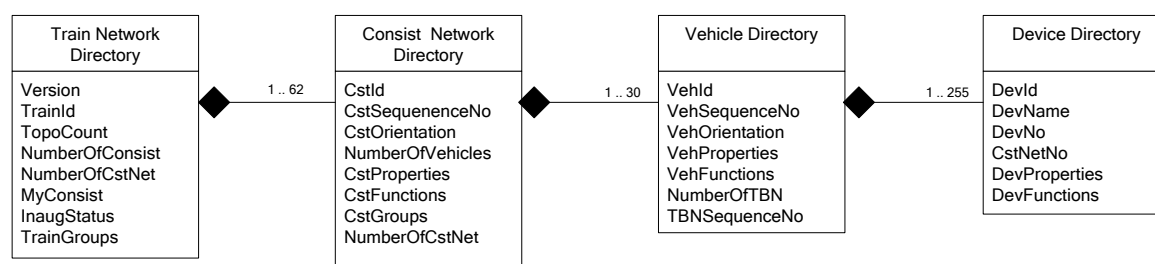 Train Network
Directory
Version
TrainId
TopoCount
NumberOfConsist
NumberOfCstNet
MyConsist
InaugStatus
TrainGroups
1 .. 62
Consist Network
Directory
CstId
CstSequenenceNo
CstOrientation
NumberOfVehicles
CstProperties
CstFunctions
CstGroups
NumberOfCstNet
1 .. 30
Vehicle Directory
VehId
VehSequenceNo
VehOrientation
VehProperties
VehFunctions
NumberOfTBN
TBNSequenceNo
1 .. 255
Device Directory
DevId
DevName
DevNo
CstNetNo
DevProperties
DevFunctions